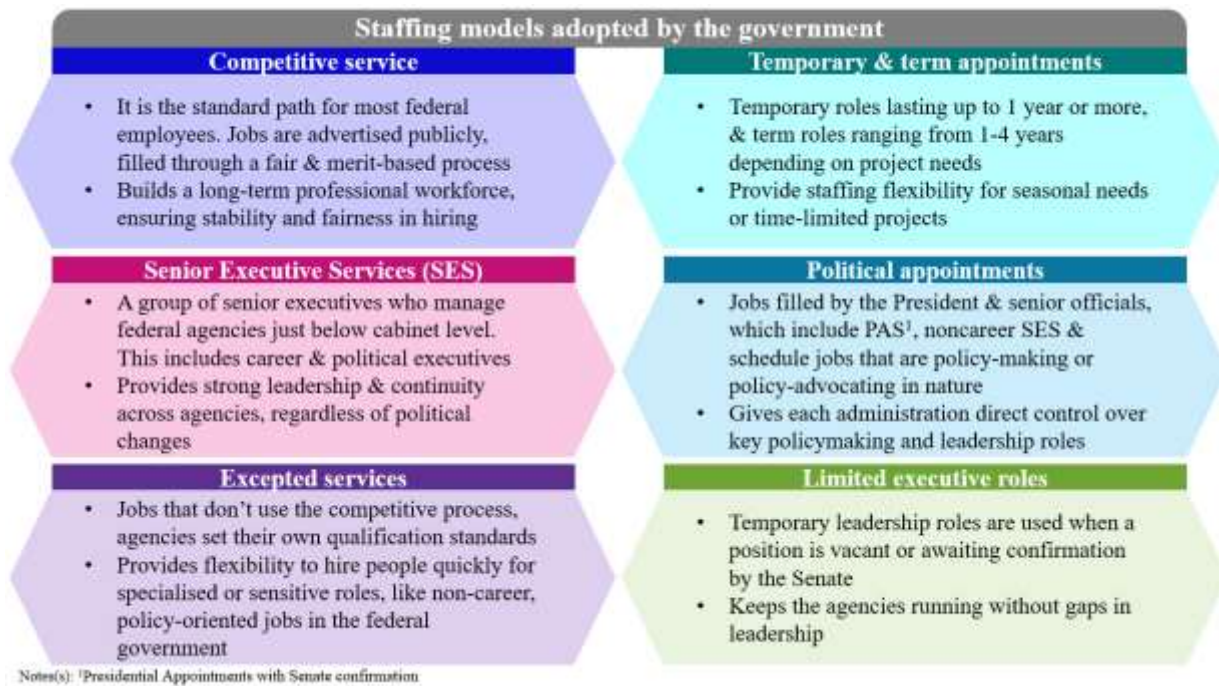 Staffing models adopted by the government
Competitive service
• It is the standard path for most federal
employees. Jobs are advertised publicly,
filled through a fair & merit-based process
• Builds a long-term professional workforce,
ensuring stability and fairness in hiring
Temporary & term appointments
• Temporary roles lasting up to 1 year or more,
& term roles ranging from 1-4 years
depending on project needs
• Provide staffing flexibility for seasonal needs
or time-limited projects
Senior Executive Services (SES)
• A group of senior executives who manage
federal agencies just below cabinet level.
This includes career & political executives
• Provides strong leadership & continuity
across agencies, regardless of political
changes
Political appointments
• Jobs filled by the President & senior officials,
which include PAS¹, noncareer SES &
schedule jobs that are policy-making or
policy-advocating in nature
• Gives each administration direct control over
key policymaking and leadership roles
Excepted services
• Jobs that don’t use the competitive process,
agencies set their own qualification standards
• Provides flexibility to hire people quickly for
specialised or sensitive roles, like non-career,
policy-oriented jobs in the federal
government
Limited executive roles
• Temporary leadership roles are used when a
position is vacant or awaiting confirmation
by the Senate
• Keeps the agencies running without gaps in
leadership
Notes(s): ¹Presidential Appointments with Senate confirmation